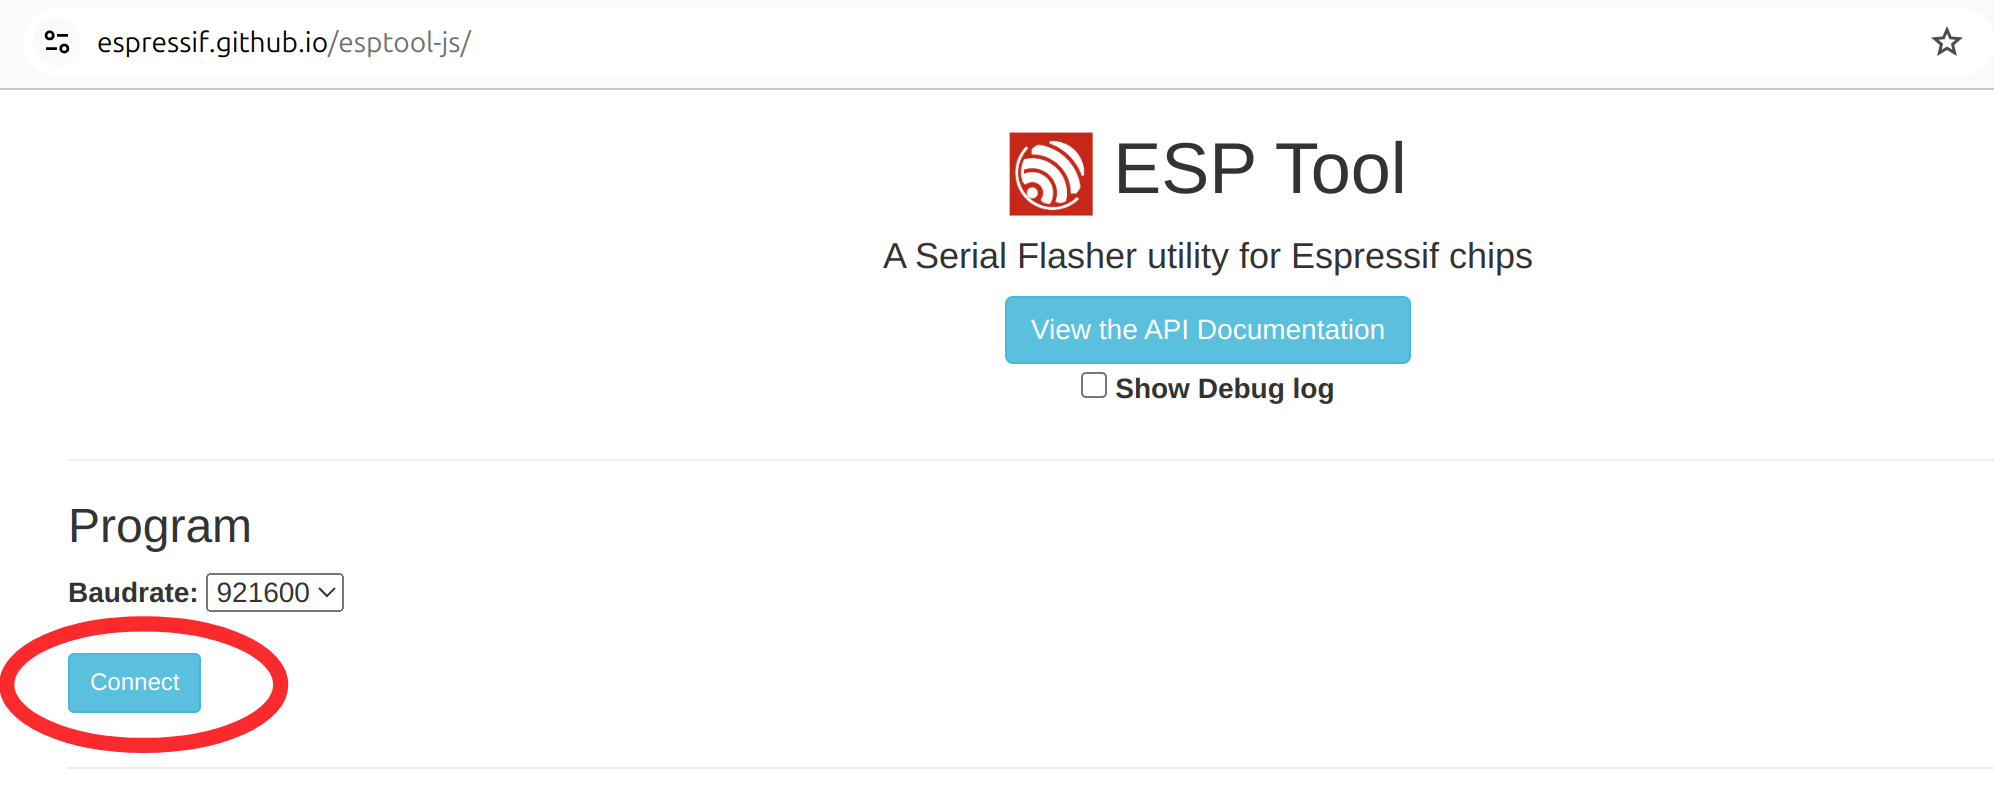 espressif.github.io/esptool-js/
ESP Tool
A Serial Flasher utility for Espressif chips
View the API Documentation
Show Debug log
Program
Baudrate: 921600
Connect